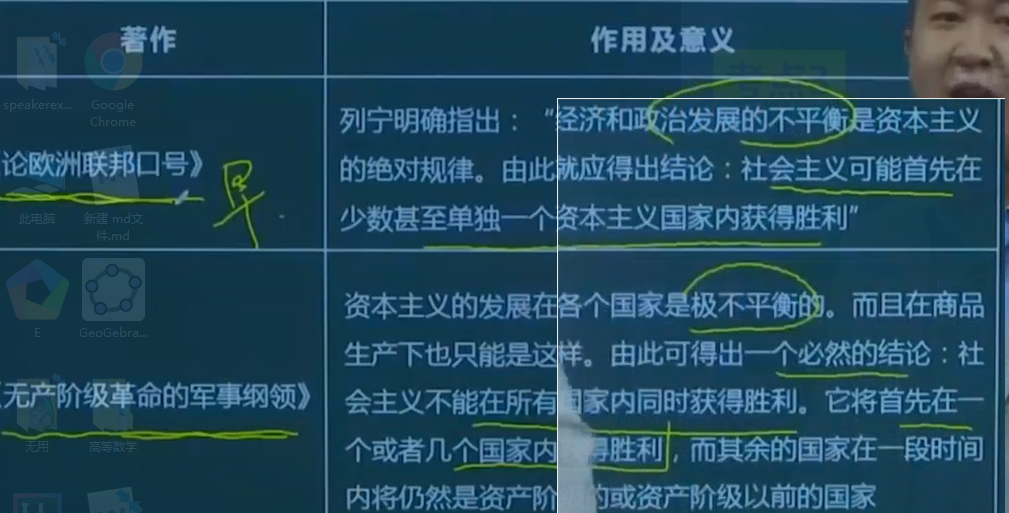 著作
作用及意义
speakerex...
Google
Chrome
考点2
列宁明确指出："经济和政治发展的不平衡是资本主义
论欧洲联邦口号》
早
的绝对规律。由此就应得出结论：社会主义可能首先在
此电脑
新建 md文
件.md
少数甚至单独一个资本主义国家内获得胜利"
E
GeoGebra...
资本主义的发展在各个国家是极不平衡的。而且在商品
生产下也只能是这样。由此可得出一个必然的结论：社
《无产阶级革命的军事纲领》
会主义不能在所有国家内同时获得胜利。它将首先在一
无用
高等数学
个或者几个国家内 得胜利，而其余的国家在一段时间
内将仍然是资产阶 的或资产阶级以前的国家